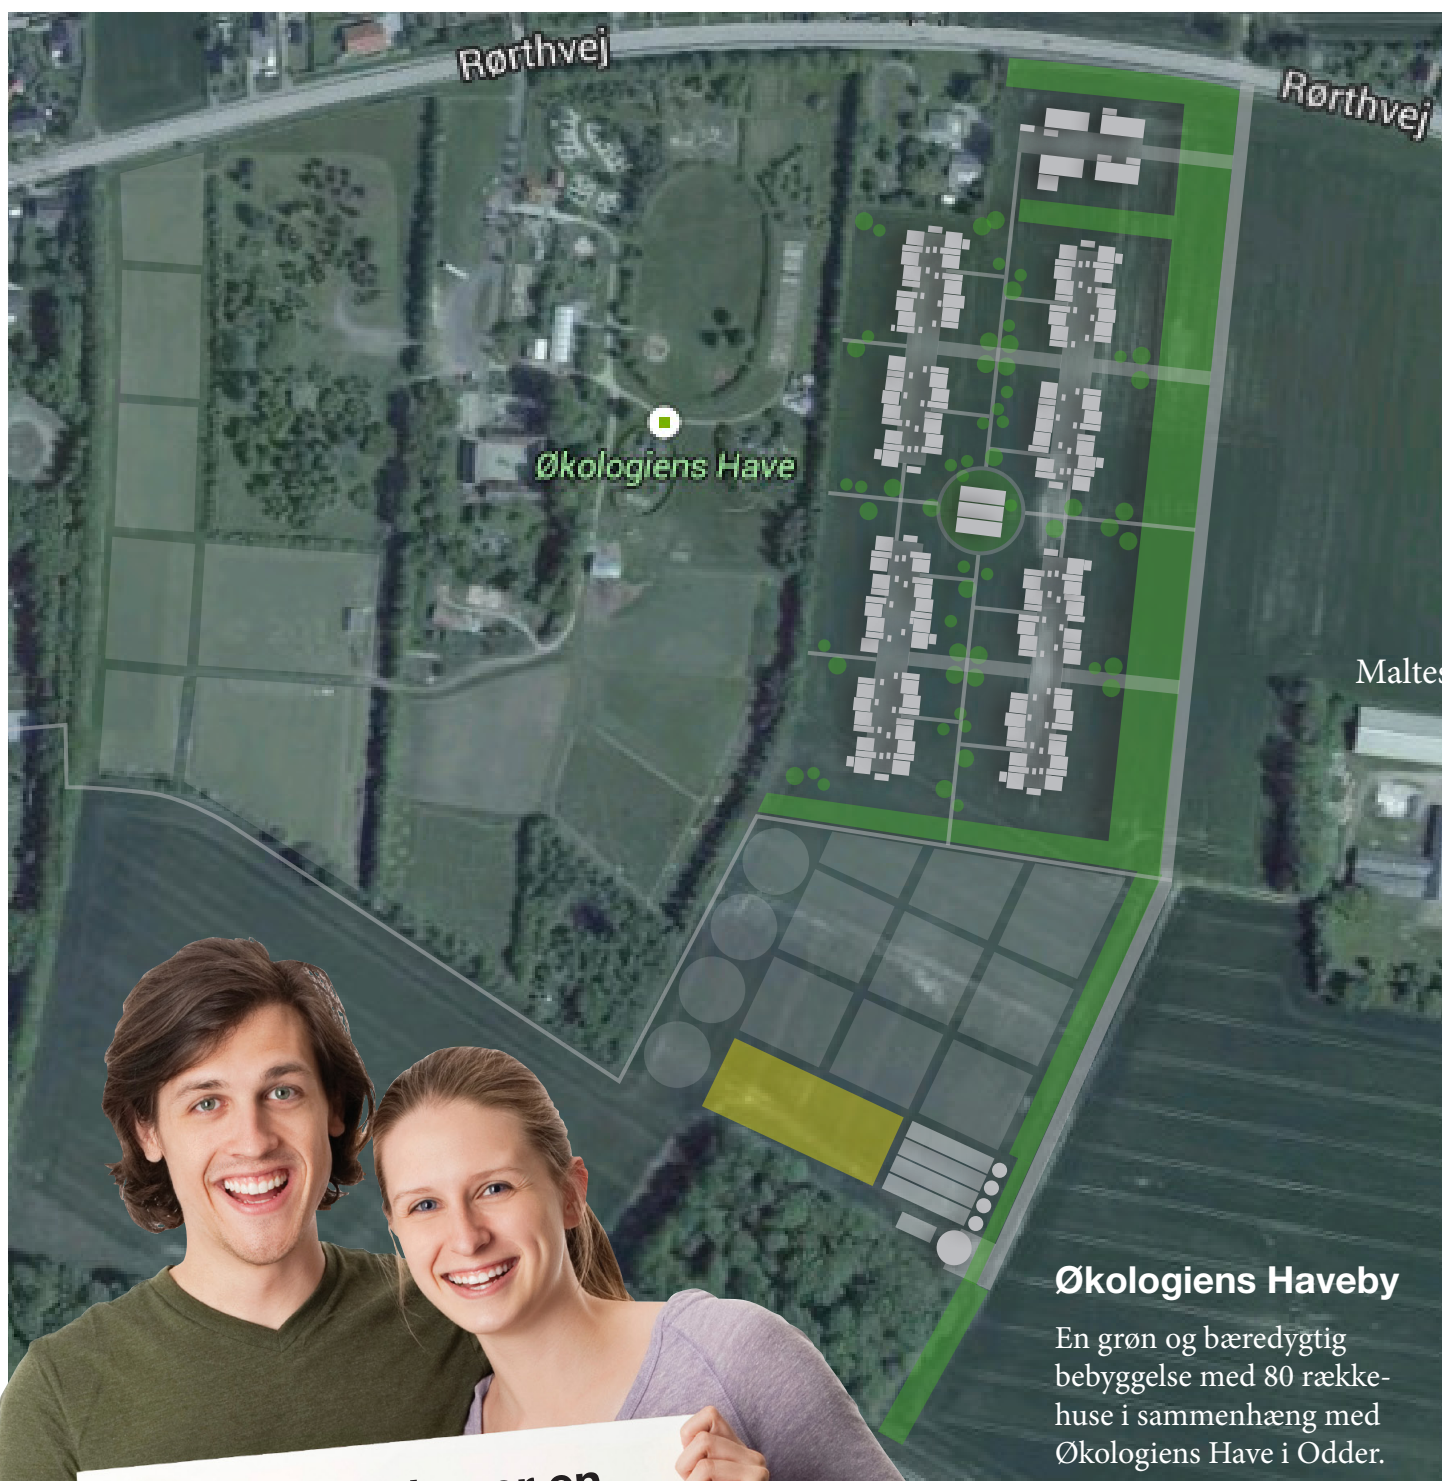 Rørthvej
Rørthvej
Økologiens Have
Økologiens Haveby
En grøn og bæredygtig
bebyggelse med 80 række-
huse i sammenhæng med
Økologiens Have i Odder.